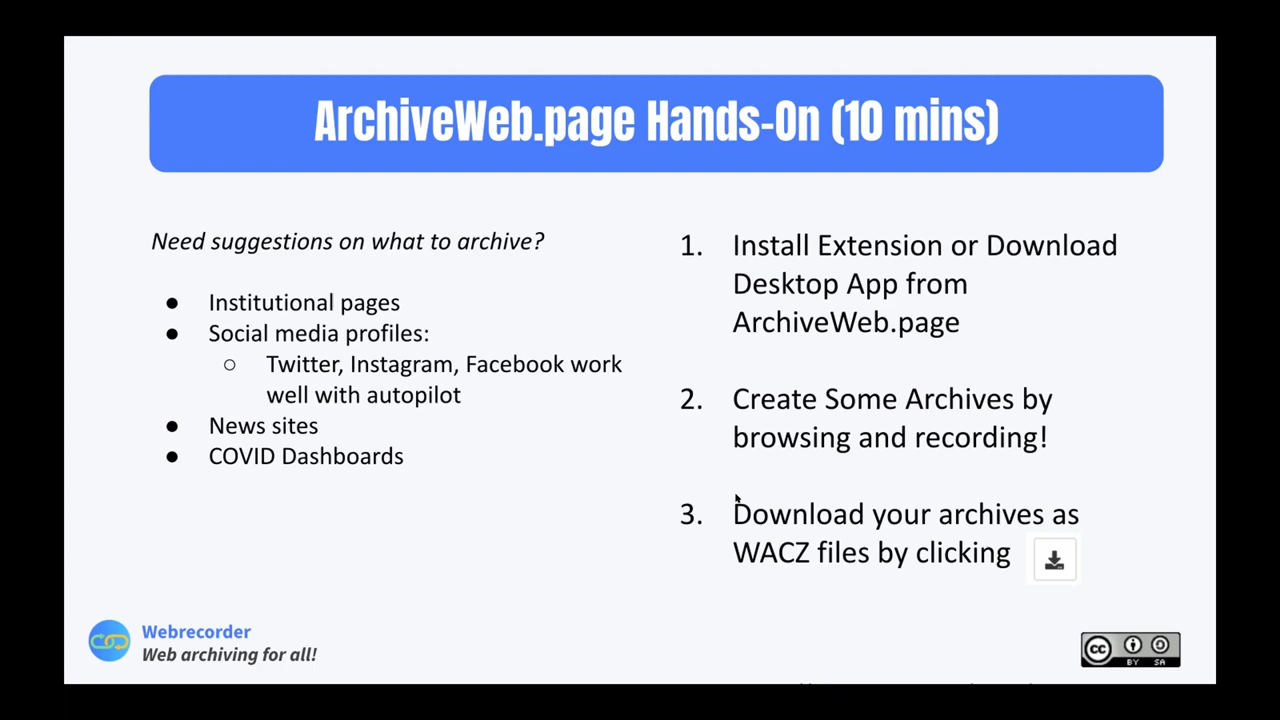 ArchiveWeb.page Hands-On (10 mins)
Need suggestions on what to archive?
● Institutional pages
● Social media profiles:
○ Twitter, Instagram, Facebook work
well with autopilot
● News sites
● COVID Dashboards
1. Install Extension or Download
Desktop App from
ArchiveWeb.page
2. Create Some Archives by
browsing and recording!
3. Download your archives as
WACZ files by clicking
Webrecorder
Web archiving for all!
cc BY SA